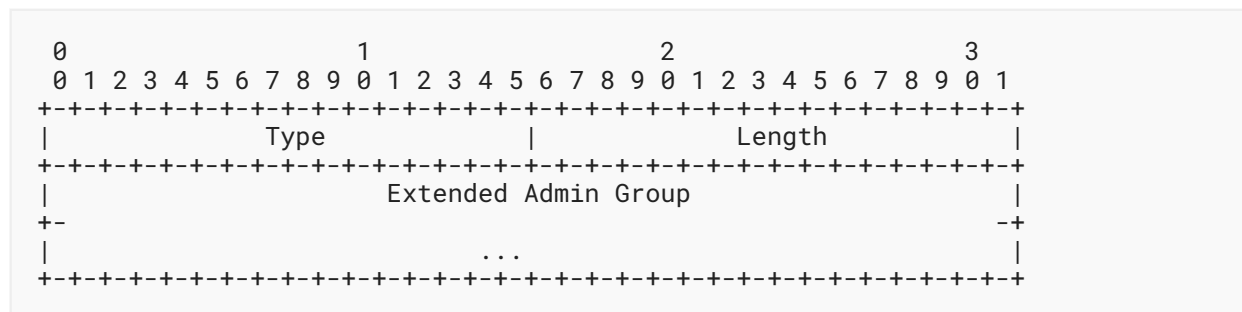 0                   1                   2                   3
 0 1 2 3 4 5 6 7 8 9 0 1 2 3 4 5 6 7 8 9 0 1 2 3 4 5 6 7 8 9 0 1
+-+-+-+-+-+-+-+-+-+-+-+-+-+-+-+-+-+-+-+-+-+-+-+-+-+-+-+-+-+-+-+-+
|              Type             |             Length            |
+-+-+-+-+-+-+-+-+-+-+-+-+-+-+-+-+-+-+-+-+-+-+-+-+-+-+-+-+-+-+-+-+
|                      Extended Admin Group                     |
+-                                                             -+
|                            ...                                |
+-+-+-+-+-+-+-+-+-+-+-+-+-+-+-+-+-+-+-+-+-+-+-+-+-+-+-+-+-+-+-+-+